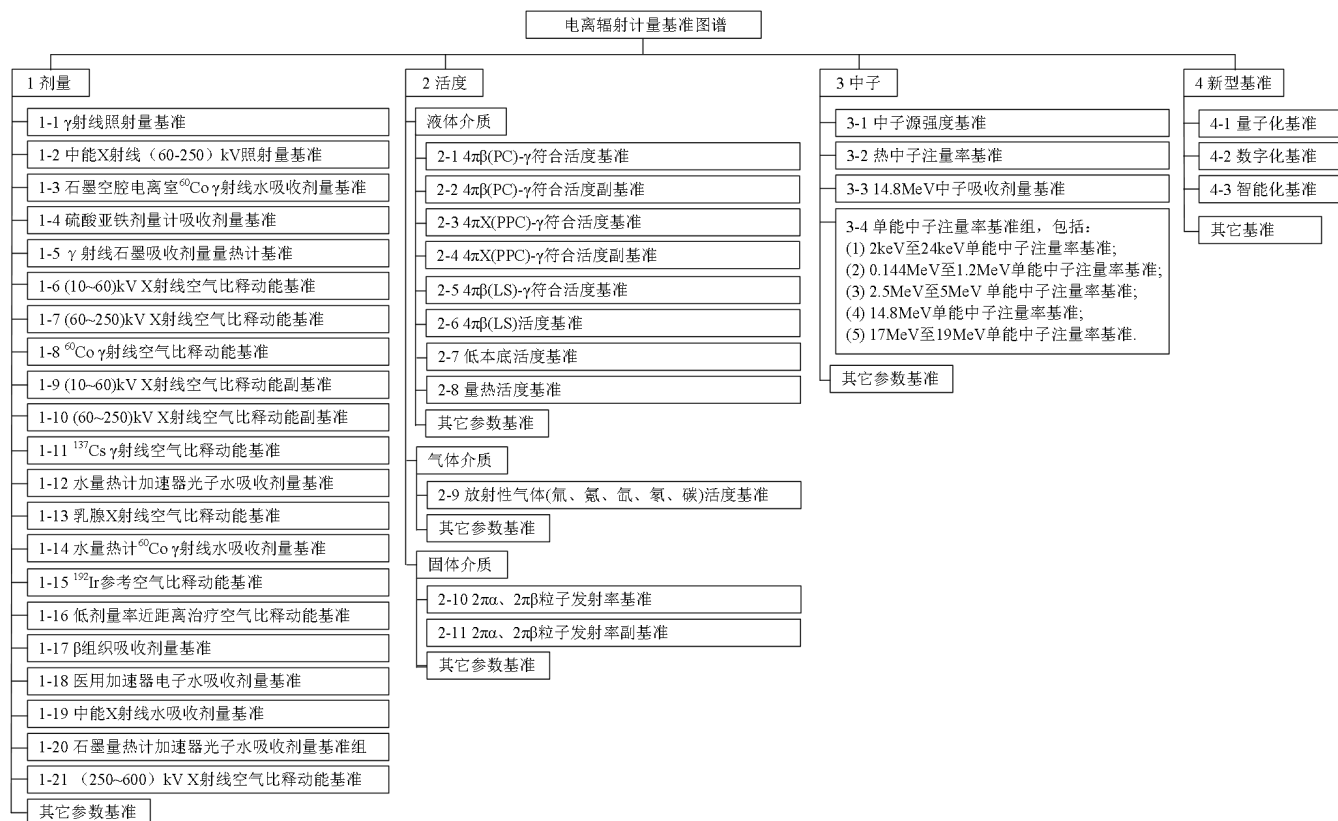 电离辐射计量基准图谱
1 剂量
1-1 γ射线照射量基准
1-2 中能X射线（60-250）kV照射量基准
1-3 石墨空腔电离室⁶⁰Co γ射线水吸收剂量基准
1-4 硫酸亚铁剂量计吸收剂量基准
1-5 γ 射线石墨吸收剂量量热计基准
1-6 (10~60)kV X射线空气比释动能基准
1-7 (60~250)kV X射线空气比释动能基准
1-8 ⁶⁰Co γ射线空气比释动能基准
1-9 (10~60)kV X射线空气比释动能副基准
1-10 (60~250)kV X射线空气比释动能副基准
1-11 ¹³⁷Cs γ射线空气比释动能基准
1-12 水量热计加速器光子水吸收剂量基准
1-13 乳腺X射线空气比释动能基准
1-14 水量热计⁶⁰Co γ射线水吸收剂量基准
1-15 ¹⁹²Ir参考空气比释动能基准
1-16 低剂量率近距离治疗空气比释动能基准
1-17 β组织吸收剂量基准
1-18 医用加速器电子水吸收剂量基准
1-19 中能X射线水吸收剂量基准
1-20 石墨量热计加速器光子水吸收剂量基准组
1-21 （250~600）kV X射线空气比释动能基准
其它参数基准
2 活度
液体介质
2-1 4πβ(PC)-γ符合活度基准
2-2 4πβ(PC)-γ符合活度副基准
2-3 4πX(PPC)-γ符合活度基准
2-4 4πX(PPC)-γ符合活度副基准
2-5 4πβ(LS)-γ符合活度基准
2-6 4πβ(LS)活度基准
2-7 低本底活度基准
2-8 量热活度基准
其它参数基准
气体介质
2-9 放射性气体(氚、氪、氙、氡、碳)活度基准
其它参数基准
固体介质
2-10 2πα、2πβ粒子发射率基准
2-11 2πα、2πβ粒子发射率副基准
其它参数基准
3 中子
3-1 中子源强度基准
3-2 热中子注量率基准
3-3 14.8MeV中子吸收剂量基准
3-4 单能中子注量率基准组，包括：
(1) 2keV至24keV单能中子注量率基准;
(2) 0.144MeV至1.2MeV单能中子注量率基准;
(3) 2.5MeV至5MeV 单能中子注量率基准;
(4) 14.8MeV单能中子注量率基准;
(5) 17MeV至19MeV单能中子注量率基准.
其它参数基准
4 新型基准
4-1 量子化基准
4-2 数字化基准
4-3 智能化基准
其它基准